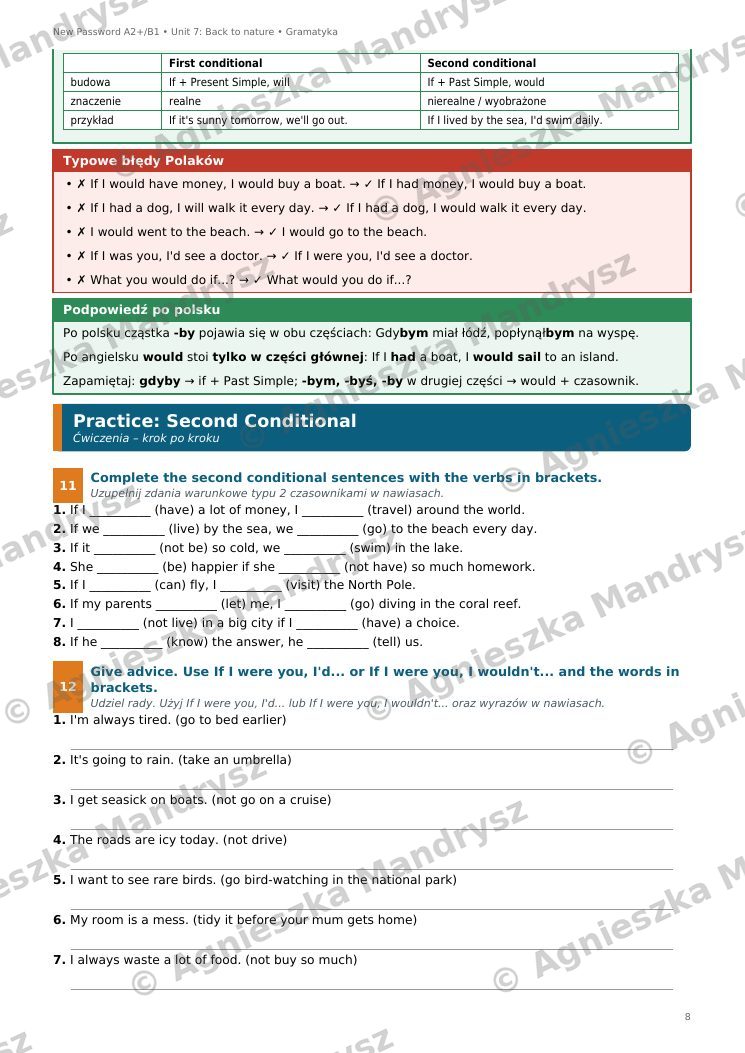 New Password A2+/B1 • Unit 7: Back to nature • Gramatyka
First conditional Second conditional
budowa If + Present Simple, will If + Past Simple, would
znaczenie realne nierealne / wyobrażone
przykład If it's sunny tomorrow, we'll go out. If I lived by the sea, I'd swim daily.
Typowe błędy Polaków
• ✗ If I would have money, I would buy a boat. → ✓ If I had money, I would buy a boat.
• ✗ If I had a dog, I will walk it every day. → ✓ If I had a dog, I would walk it every day.
• ✗ I would went to the beach. → ✓ I would go to the beach.
• ✗ If I was you, I'd see a doctor. → ✓ If I were you, I'd see a doctor.
• ✗ What you would do if...? → ✓ What would you do if...?
Podpowiedź po polsku
Po polsku cząstka -by pojawia się w obu częściach: Gdybym miał łódź, popłynąłbym na wyspę.
Po angielsku would stoi tylko w części głównej: If I had a boat, I would sail to an island.
Zapamiętaj: gdyby → if + Past Simple; -bym, -byś, -by w drugiej części → would + czasownik.
Practice: Second Conditional
Ćwiczenia – krok po kroku
11 Complete the second conditional sentences with the verbs in brackets.
Uzupełnij zdania warunkowe typu 2 czasownikami w nawiasach.
1. If I __________ (have) a lot of money, I __________ (travel) around the world.
2. If we __________ (live) by the sea, we __________ (go) to the beach every day.
3. If it __________ (not be) so cold, we __________ (swim) in the lake.
4. She __________ (be) happier if she __________ (not have) so much homework.
5. If I __________ (can) fly, I __________ (visit) the North Pole.
6. If my parents __________ (let) me, I __________ (go) diving in the coral reef.
7. I __________ (not live) in a big city if I __________ (have) a choice.
8. If he __________ (know) the answer, he __________ (tell) us.
12 Give advice. Use If I were you, I'd... or If I were you, I wouldn't... and the words in
brackets.
Udziel rady. Użyj If I were you, I'd... lub If I were you, I wouldn't... oraz wyrazów w nawiasach.
1. I'm always tired. (go to bed earlier)
2. It's going to rain. (take an umbrella)
3. I get seasick on boats. (not go on a cruise)
4. The roads are icy today. (not drive)
5. I want to see rare birds. (go bird-watching in the national park)
6. My room is a mess. (tidy it before your mum gets home)
7. I always waste a lot of food. (not buy so much)
8
© Agnieszka Mandrysz